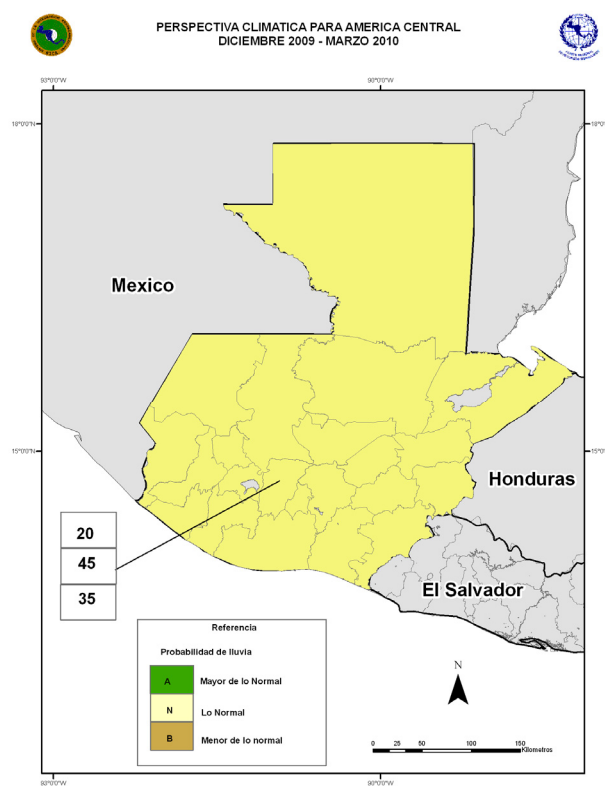 PERSPECTIVA CLIMATICA PARA AMERICA CENTRAL
DICIEMBRE 2009 - MARZO 2010
93°0'0"W
90°0'0"W
18°0'0"N
Mexico
15°0'0"N
15°0'0"N
Honduras
20
45
35
El Salvador
Referencia
Probabilidad de lluvia
A Mayor de lo Normal
N Lo Normal
B Menor de lo normal
N
0 25 50 100 150
Kilometros
93°0'0"W
90°0'0"W